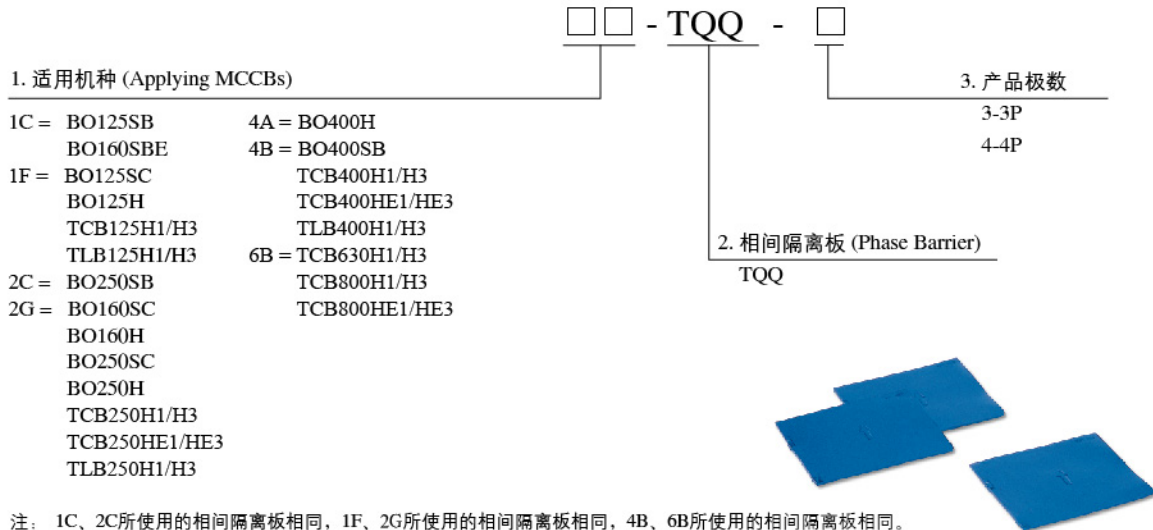 □□ - TQQ - □
1. 适用机种 (Applying MCCBs)
1C = BO125SB
BO160SBE
1F = BO125SC
BO125H
TCB125H1/H3
TLB125H1/H3
2C = BO250SB
2G = BO160SC
BO160H
BO250SC
BO250H
TCB250H1/H3
TCB250HE1/HE3
TLB250H1/H3
4A = BO400H
4B = BO400SB
TCB400H1/H3
TCB400HE1/HE3
TLB400H1/H3
6B = TCB630H1/H3
TCB800H1/H3
TCB800HE1/HE3
2. 相间隔离板 (Phase Barrier)
TQQ
3. 产品极数
3-3P
4-4P
注： 1C、2C所使用的相间隔离板相同，1F、2G所使用的相间隔离板相同，4B、6B所使用的相间隔离板相同。